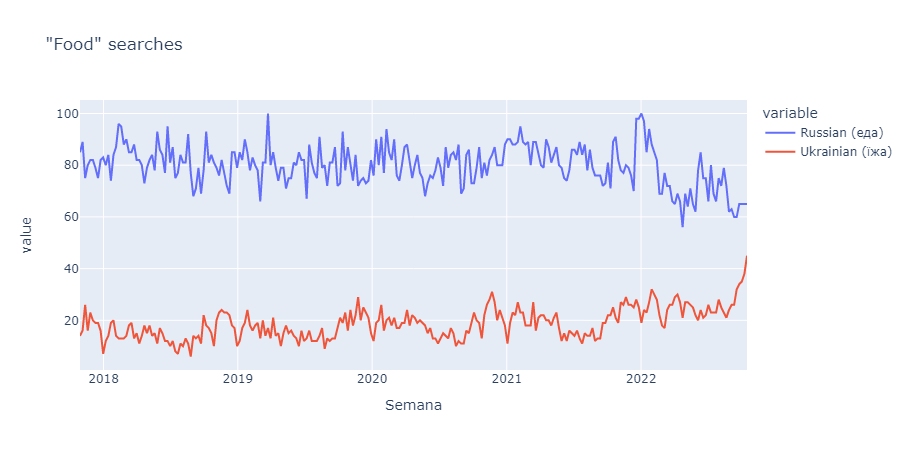 "Food" searches
variable
Russian (еда)
Ukrainian (їжа)
value
100
80
60
40
20
2018
2019
2020
2021
2022
Semana